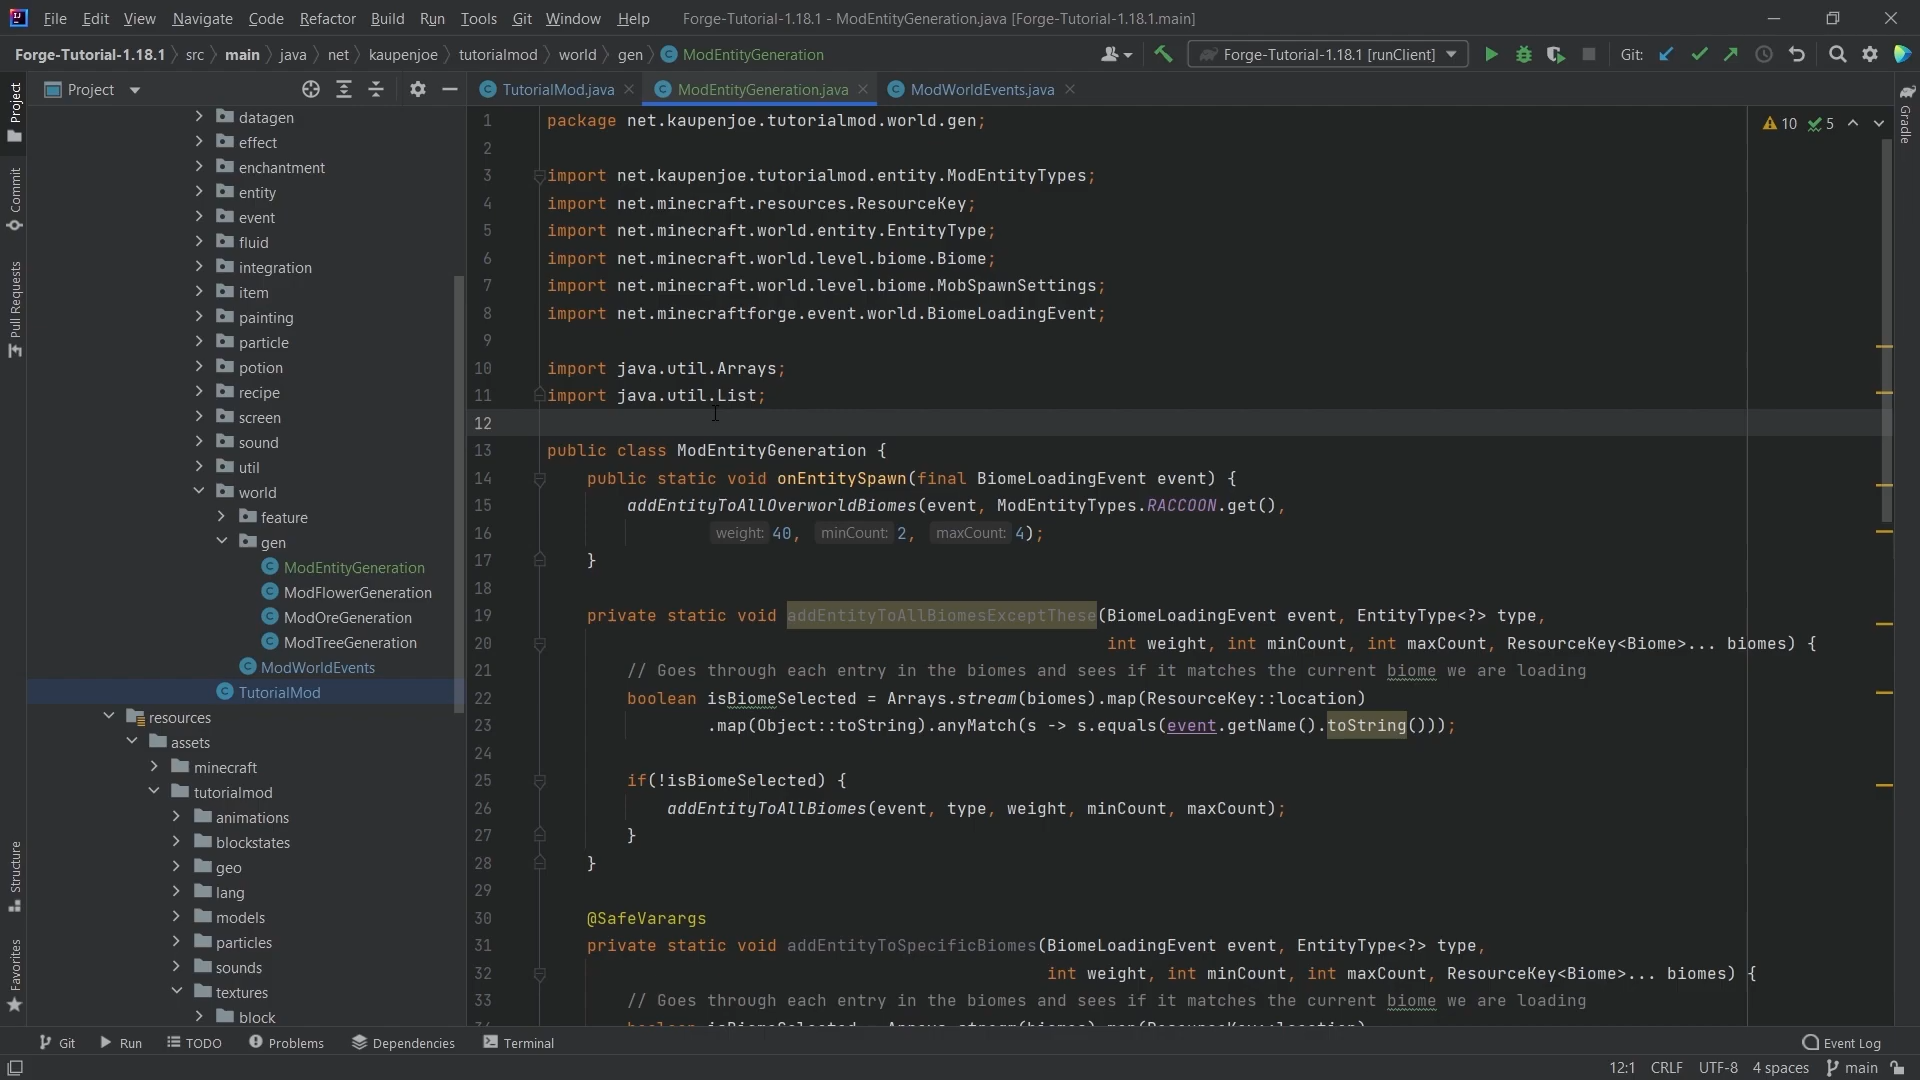 File Edit View Navigate Code Refactor Build Run Tools Git Window Help Forge-Tutorial-1.18.1 - ModEntityGeneration.java [Forge-Tutorial-1.18.1.main]
Forge-Tutorial-1.18.1 src main java net kaupenjoe tutorialmod world gen ModEntityGeneration Forge-Tutorial-1.18.1 [runClient] Git:
Project TutorialMod.java ModEntityGeneration.java ModWorldEvents.java
Project
Commit
Pull Requests
Structure
Favorites
Gradle
datagen
effect
enchantment
entity
event
fluid
integration
item
painting
particle
potion
recipe
screen
sound
util
world
feature
gen
ModEntityGeneration
ModFlowerGeneration
ModOreGeneration
ModTreeGeneration
ModWorldEvents
TutorialMod
resources
assets
minecraft
tutorialmod
animations
blockstates
geo
lang
models
particles
sounds
textures
block
10 5
1 package net.kaupenjoe.tutorialmod.world.gen;
2
3 import net.kaupenjoe.tutorialmod.entity.ModEntityTypes;
4 import net.minecraft.resources.ResourceKey;
5 import net.minecraft.world.entity.EntityType;
6 import net.minecraft.world.level.biome.Biome;
7 import net.minecraft.world.level.biome.MobSpawnSettings;
8 import net.minecraftforge.event.world.BiomeLoadingEvent;
9
10 import java.util.Arrays;
11 import java.util.List;
12
13 public class ModEntityGeneration {
14 public static void onEntitySpawn(final BiomeLoadingEvent event) {
15 addEntityToAllOverworldBiomes(event, ModEntityTypes.RACCOON.get(),
16 weight: 40, minCount: 2, maxCount: 4);
17 }
18
19 private static void addEntityToAllBiomesExceptThese(BiomeLoadingEvent event, EntityType<?> type,
20 int weight, int minCount, int maxCount, ResourceKey<Biome>... biomes) {
21 // Goes through each entry in the biomes and sees if it matches the current biome we are loading
22 boolean isBiomeSelected = Arrays.stream(biomes).map(ResourceKey::location)
23 .map(Object::toString).anyMatch(s -> s.equals(event.getName().toString()));
24
25 if(!isBiomeSelected) {
26 addEntityToAllBiomes(event, type, weight, minCount, maxCount);
27 }
28 }
29
30 @SafeVarargs
31 private static void addEntityToSpecificBiomes(BiomeLoadingEvent event, EntityType<?> type,
32 int weight, int minCount, int maxCount, ResourceKey<Biome>... biomes) {
33 // Goes through each entry in the biomes and sees if it matches the current biome we are loading
Git Run TODO Problems Dependencies Terminal Event Log
12:1 CRLF UTF-8 4 spaces main